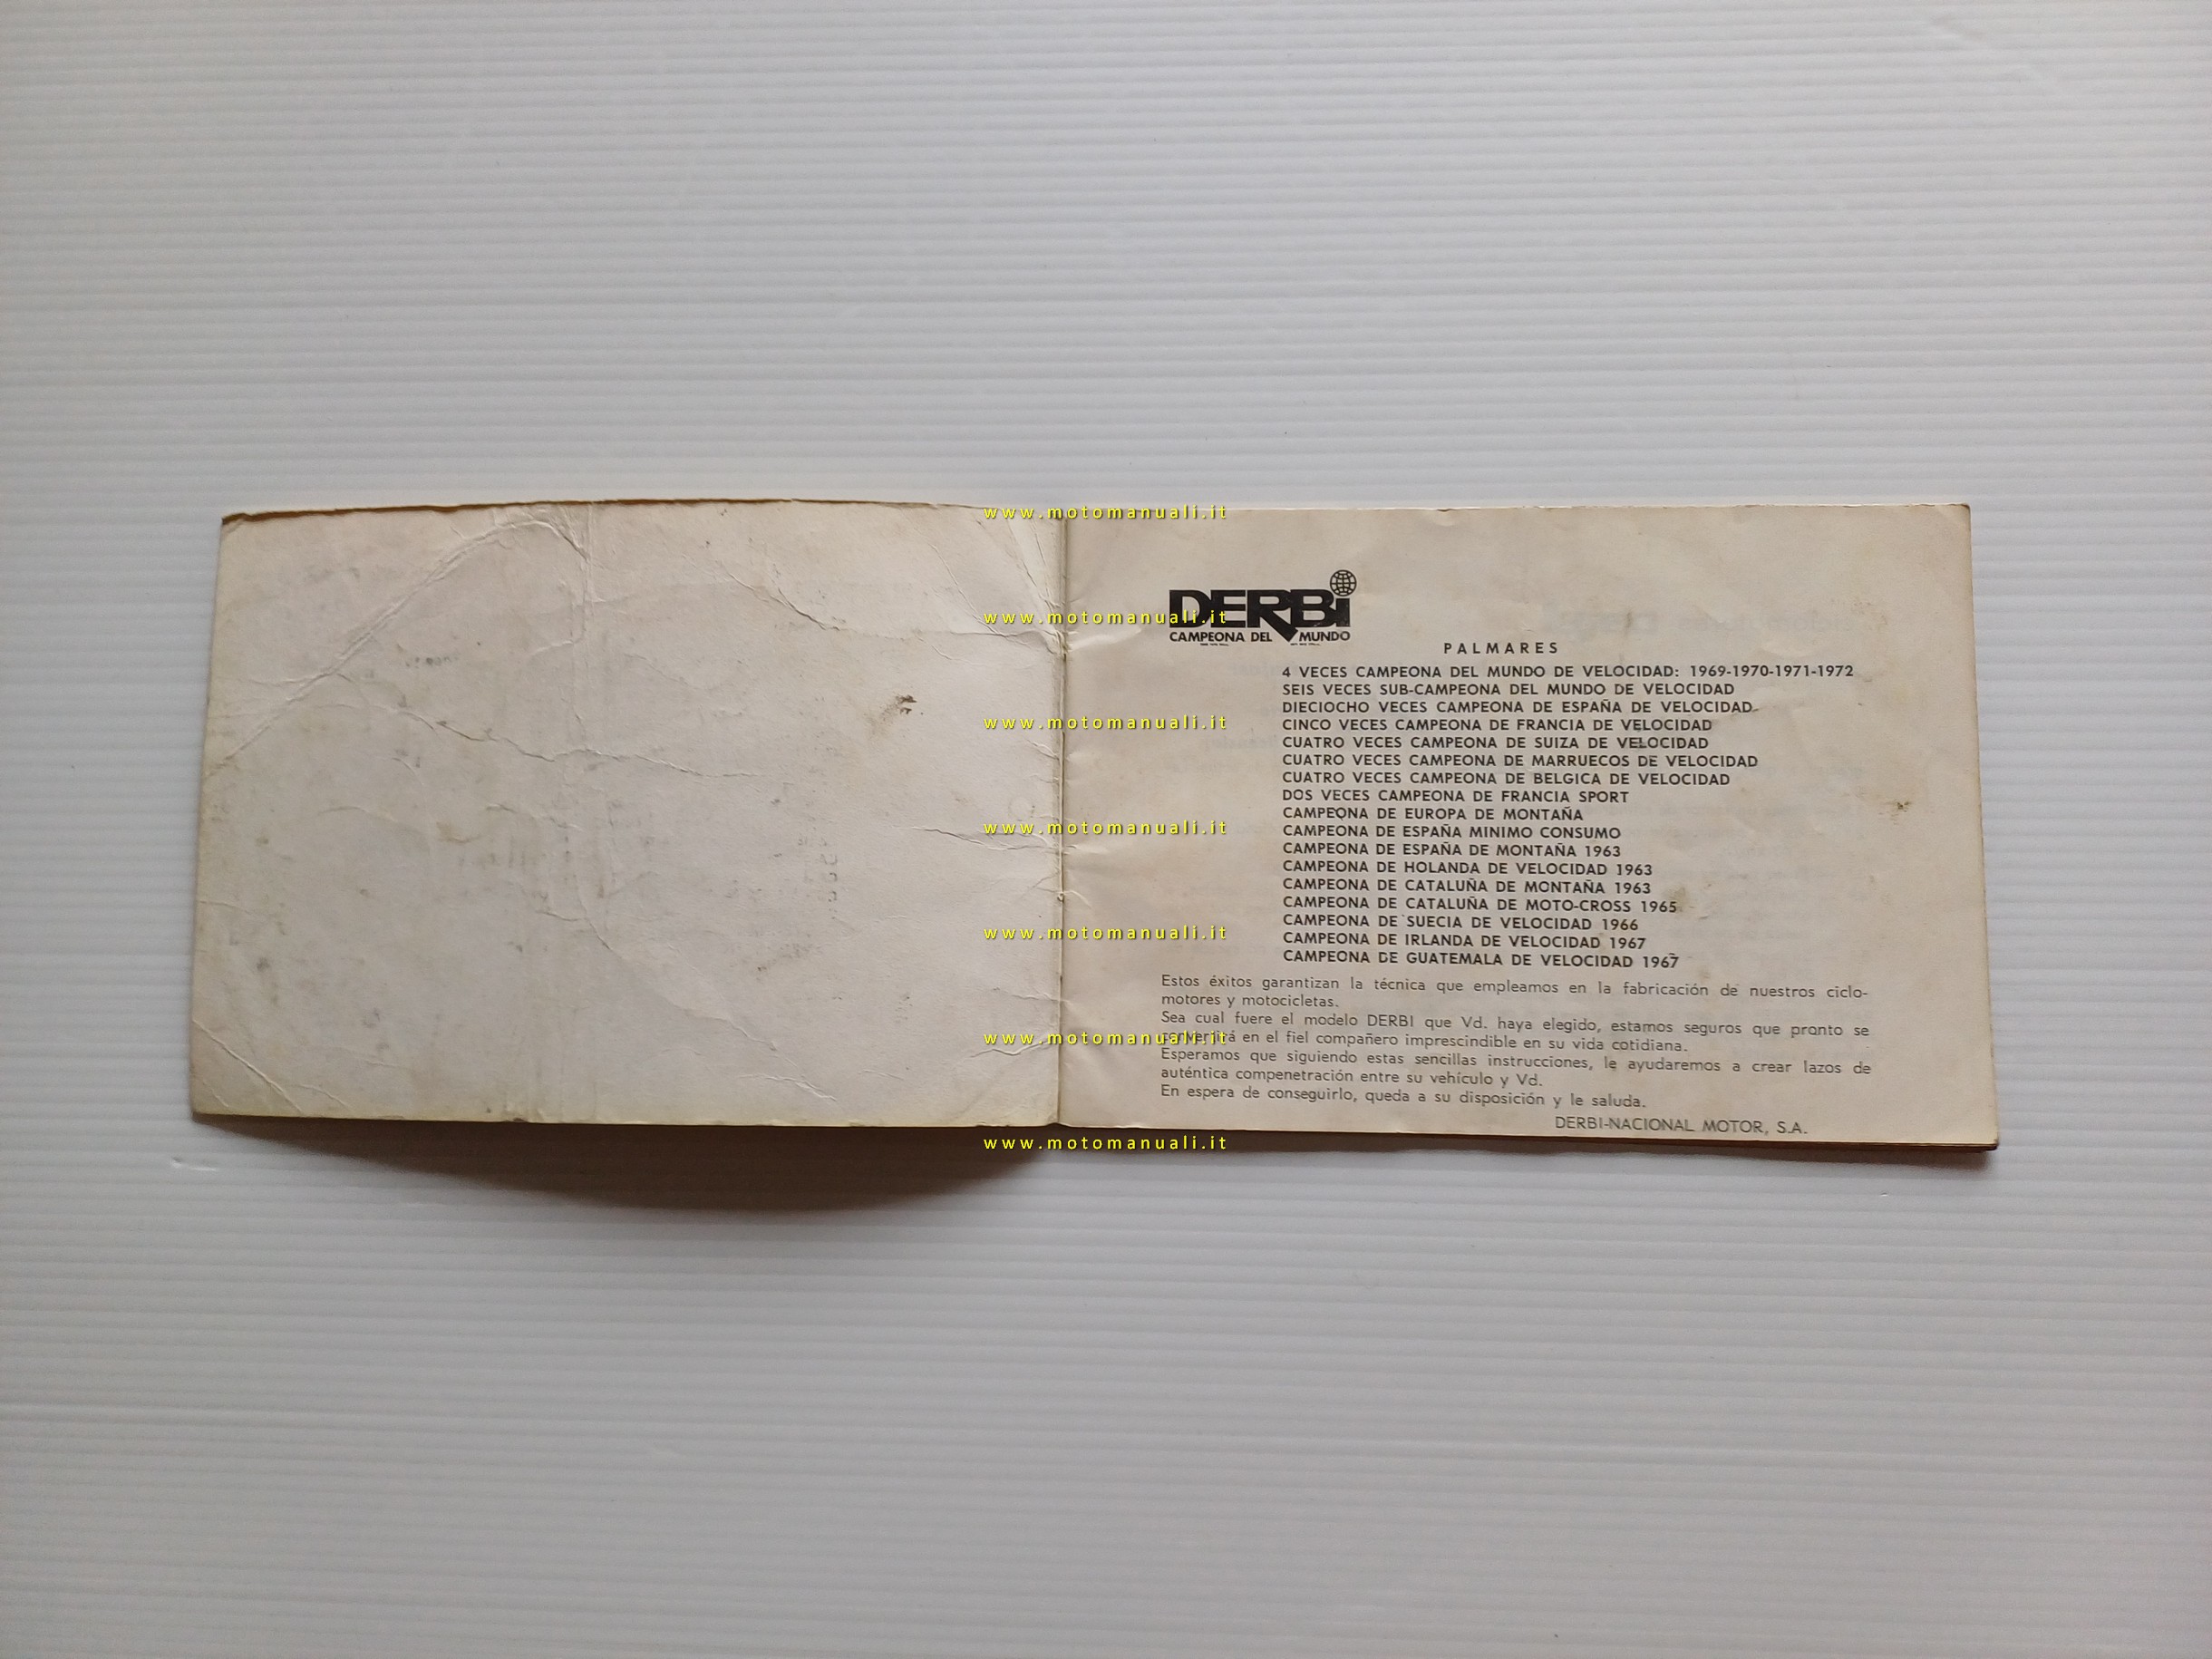 DERBi
CAMPEONA DEL MUNDO
PALMARES
4 VECES CAMPEONA DEL MUNDO DE VELOCIDAD: 1969-1970-1971-1972
SEIS VECES SUB-CAMPEONA DEL MUNDO DE VELOCIDAD
DIECIOCHO VECES CAMPEONA DE ESPAÑA DE VELOCIDAD
CINCO VECES CAMPEONA DE FRANCIA DE VELOCIDAD
CUATRO VECES CAMPEONA DE SUIZA DE VELOCIDAD
CUATRO VECES CAMPEONA DE MARRUECOS DE VELOCIDAD
CUATRO VECES CAMPEONA DE BELGICA DE VELOCIDAD
DOS VECES CAMPEONA DE FRANCIA SPORT
CAMPEONA DE EUROPA DE MONTAÑA
CAMPEONA DE ESPAÑA MINIMO CONSUMO
CAMPEONA DE ESPAÑA DE MONTAÑA 1963
CAMPEONA DE HOLANDA DE VELOCIDAD 1963
CAMPEONA DE CATALUÑA DE MONTAÑA 1963
CAMPEONA DE CATALUÑA DE MOTO-CROSS 1965
CAMPEONA DE SUECIA DE VELOCIDAD 1966
CAMPEONA DE IRLANDA DE VELOCIDAD 1967
CAMPEONA DE GUATEMALA DE VELOCIDAD 1967
Estos éxitos garantizan la técnica que empleamos en la fabricación de nuestros ciclo-
motores y motocicletas.
Sea cual fuere el modelo DERBI que Vd. haya elegido, estamos seguros que pronto se
convertirá en el fiel compañero imprescindible en su vida cotidiana.
Esperamos que siguiendo estas sencillas instrucciones, le ayudaremos a crear lazos de
auténtica compenetración entre su vehículo y Vd.
En espera de conseguirlo, queda a su disposición y le saluda.
DERBI-NACIONAL MOTOR, S.A.
www.motomanuali.it
www.motomanuali.it
www.motomanuali.it
www.motomanuali.it
www.motomanuali.it
www.motomanuali.it
www.motomanuali.it